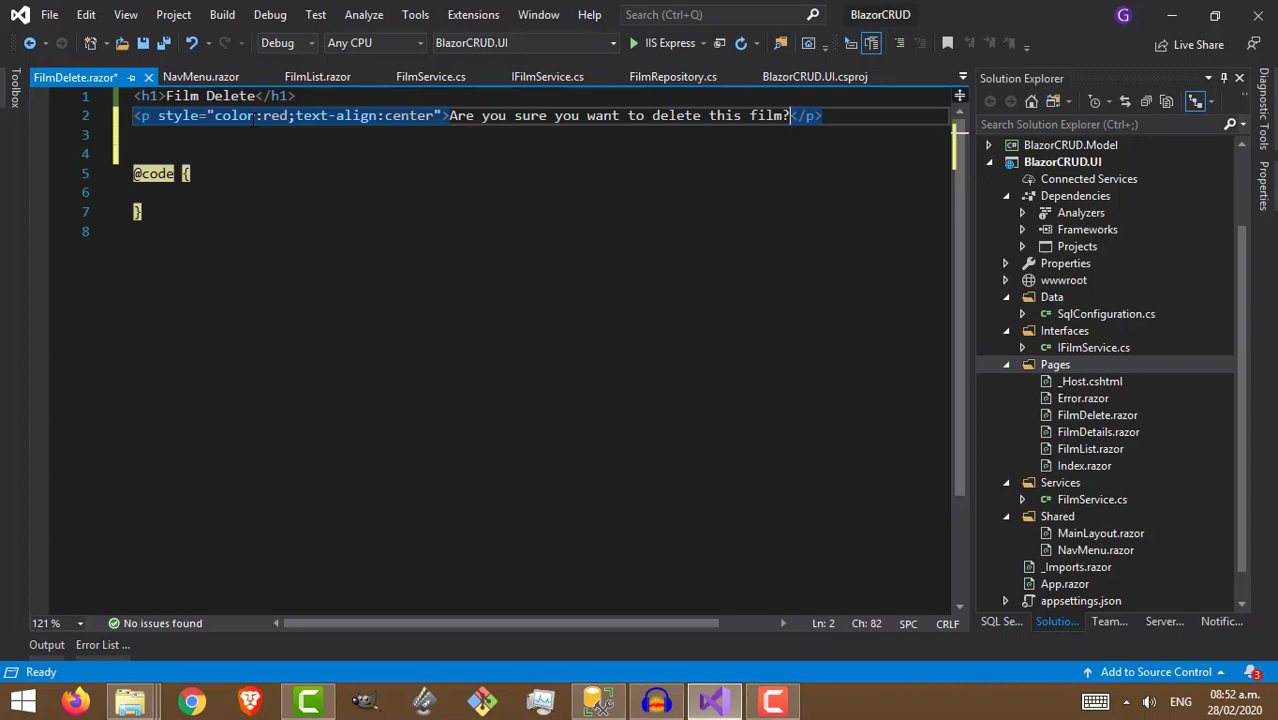 File Edit View Project Build Debug Test Analyze Tools Extensions Window Help Search (Ctrl+Q) BlazorCRUD G
Debug Any CPU BlazorCRUD.UI IIS Express Live Share
FilmDelete.razor* NavMenu.razor FilmList.razor FilmService.cs IFilmService.cs FilmRepository.cs BlazorCRUD.UI.csproj
Toolbox
1 <h1>Film Delete</h1>
2 <p style="color:red;text-align:center">Are you sure you want to delete this film?</p>
3
4
5 @code {
6
7 }
8
121 % No issues found Ln: 2 Ch: 82 SPC CRLF
Solution Explorer
Search Solution Explorer (Ctrl+;)
BlazorCRUD.Model
BlazorCRUD.UI
Connected Services
Dependencies
Analyzers
Frameworks
Projects
Properties
wwwroot
Data
SqlConfiguration.cs
Interfaces
IFilmService.cs
Pages
_Host.cshtml
Error.razor
FilmDelete.razor
FilmDetails.razor
FilmList.razor
Index.razor
Services
FilmService.cs
Shared
MainLayout.razor
NavMenu.razor
_Imports.razor
App.razor
appsettings.json
SQL Se... Solutio... Team... Server... Notific...
Diagnostic Tools
Properties
Output Error List ...
Ready Add to Source Control 3
ENG 08:52 a.m.
28/02/2020